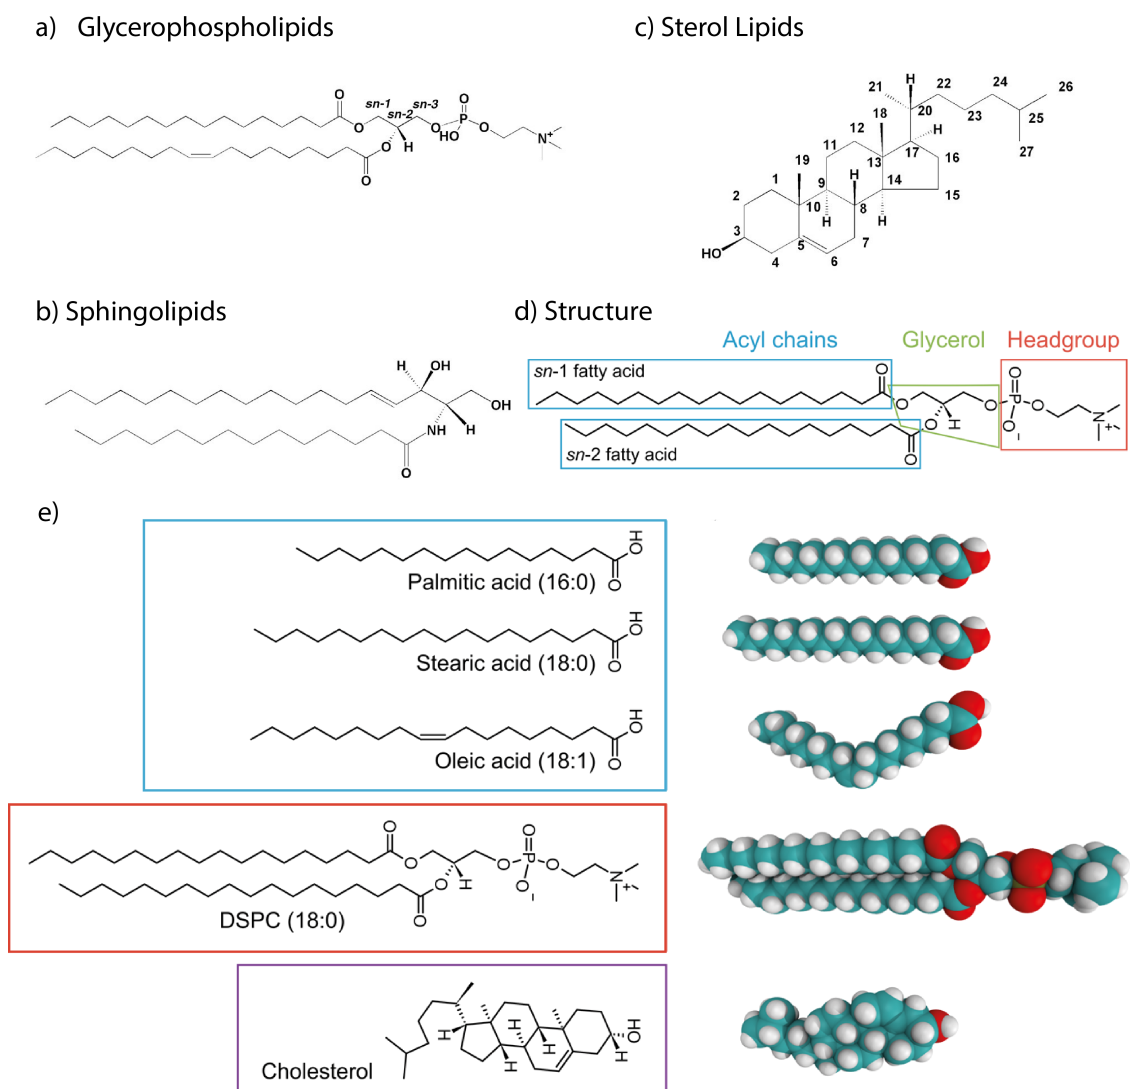 a) Glycerophospholipids
O
sn-1
sn-3
O
sn-2
O
O
P
HO
O
N+
O
H
O
c) Sterol Lipids
H
21
22
24
26
20
18
23
25
12
H
11
17
27
19
13
16
1
H
9
14
2
10
8
15
H
H
3
5
7
HO
4
6
b) Sphingolipids
H
OH
OH
NH
H
O
d) Structure
Acyl chains
Glycerol
Headgroup
sn-1 fatty acid
O
O
O
O
P
O
O-
N+
H
O
sn-2 fatty acid
O
e)
OH
O
Palmitic acid (16:0)
OH
O
Stearic acid (18:0)
OH
O
Oleic acid (18:1)
O
O
O
O
P
O
O-
N+
H
O
O
DSPC (18:0)
H
H
H
H
H
H
OH
Cholesterol